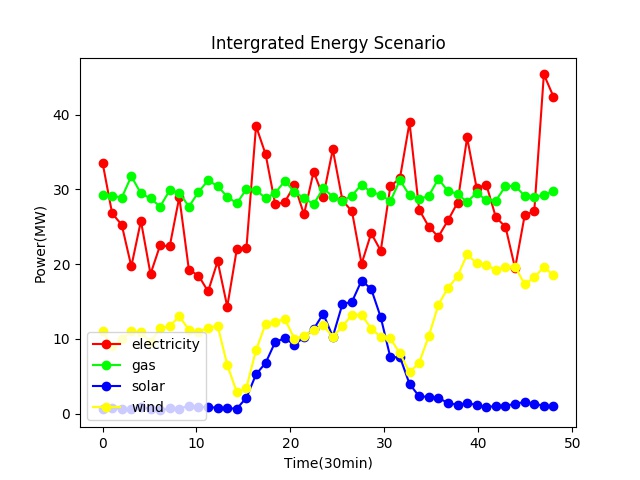 Intergrated Energy Scenario
Power(MW)
40
30
20
10
0
electricity
gas
solar
wind
0 10 20 30 40 50
Time(30min)